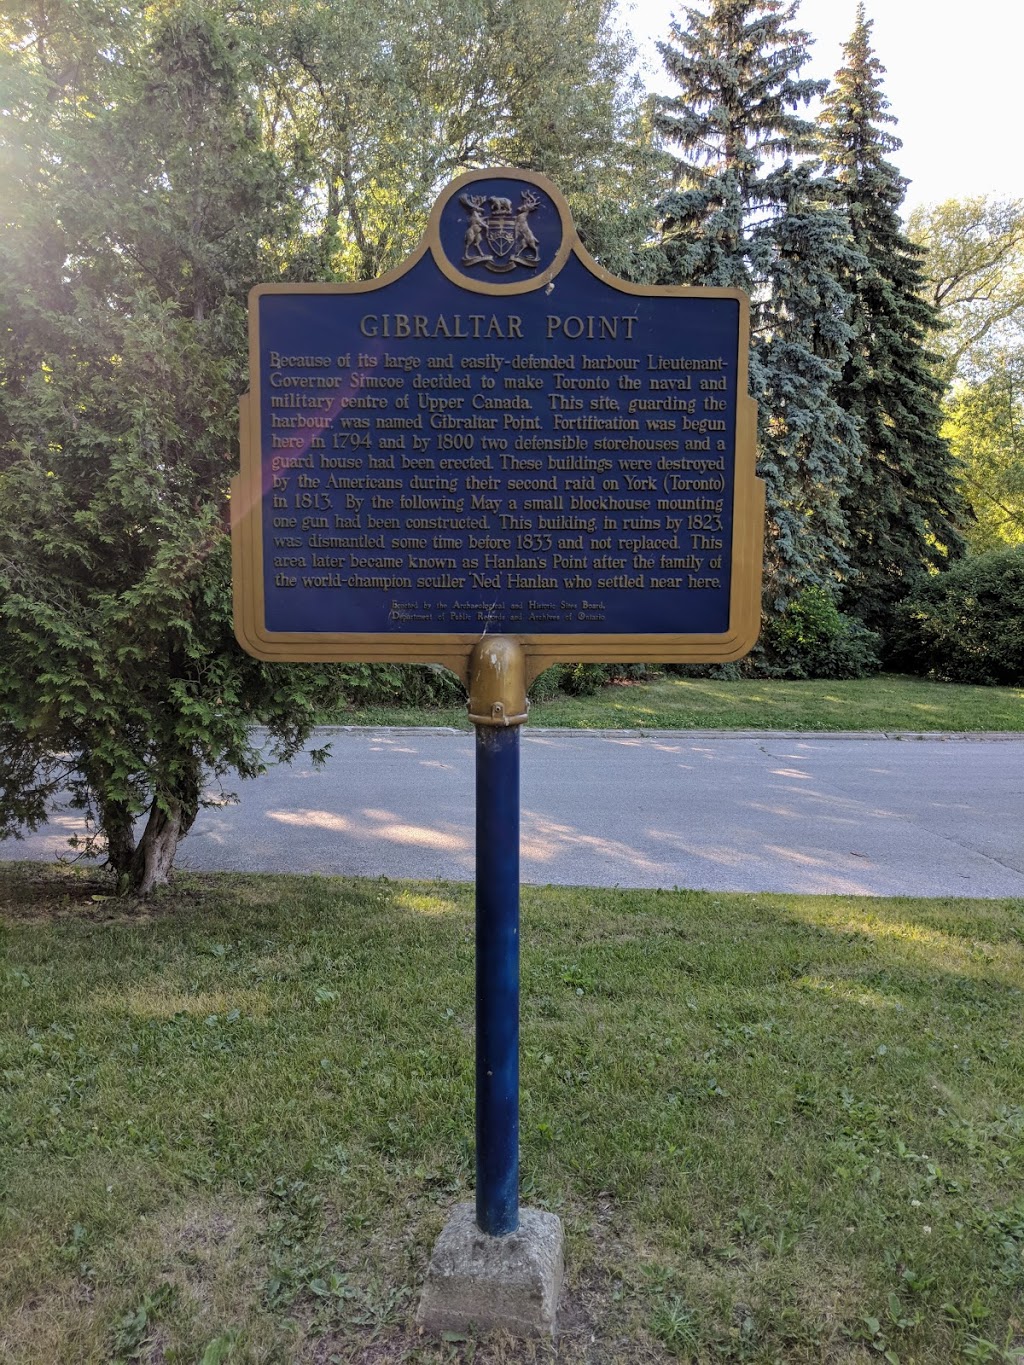 GIBRALTAR POINT
Because of its large and easily-defended harbour Lieutenant-
Governor Simcoe decided to make Toronto the naval and
military centre of Upper Canada. This site, guarding the
harbour, was named Gibraltar Point. Fortification was begun
here in 1794 and by 1800 two defensible storehouses and a
guard house had been erected. These buildings were destroyed
by the Americans during their second raid on York (Toronto)
in 1813. By the following May a small blockhouse mounting
one gun had been constructed. This building, in ruins by 1823,
was dismantled some time before 1833 and not replaced. This
area later became known as Hanlan's Point after the family of
the world-champion sculler "Ned" Hanlan who settled near here.
Erected by the Archaeological and Historic Sites Board,
Department of Public Records and Archives of Ontario